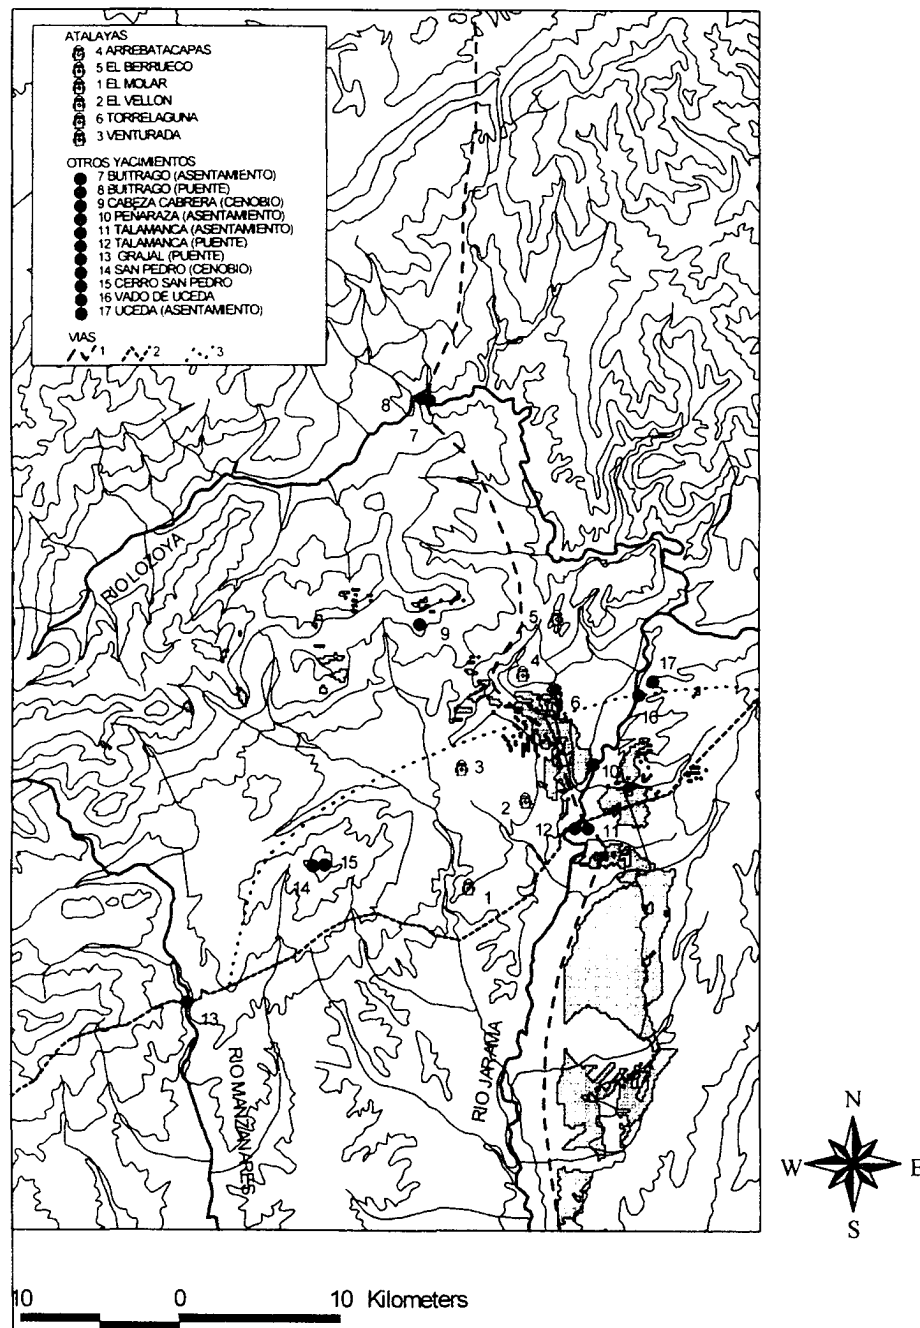 ATALAYAS
4 ARREBATACAPAS
5 EL BERRUECO
1 EL MOLAR
2 EL VELLON
6 TORRELAGUNA
3 VENTURADA
OTROS YACIMIENTOS
7 BUITRAGO (ASENTAMIENTO)
8 BUITRAGO (PUENTE)
9 CABEZA CABRERA (CENOBIO)
10 PEÑARAZA (ASENTAMIENTO)
11 TALAMANCA (ASENTAMIENTO)
12 TALAMANCA (PUENTE)
13 GRAJAL (PUENTE)
14 SAN PEDRO (CENOBIO)
15 CERRO SAN PEDRO
16 VADO DE UCEDA
17 UCEDA (ASENTAMIENTO)
VIAS
1 2 3
8
7
RIO LOZOYA
5
9
4
17
6
16
3
10
2
12 11
14 15
1
13
RIO MANZANARES
RIO JARAMA
N
W E
S
10 0 10 Kilometers